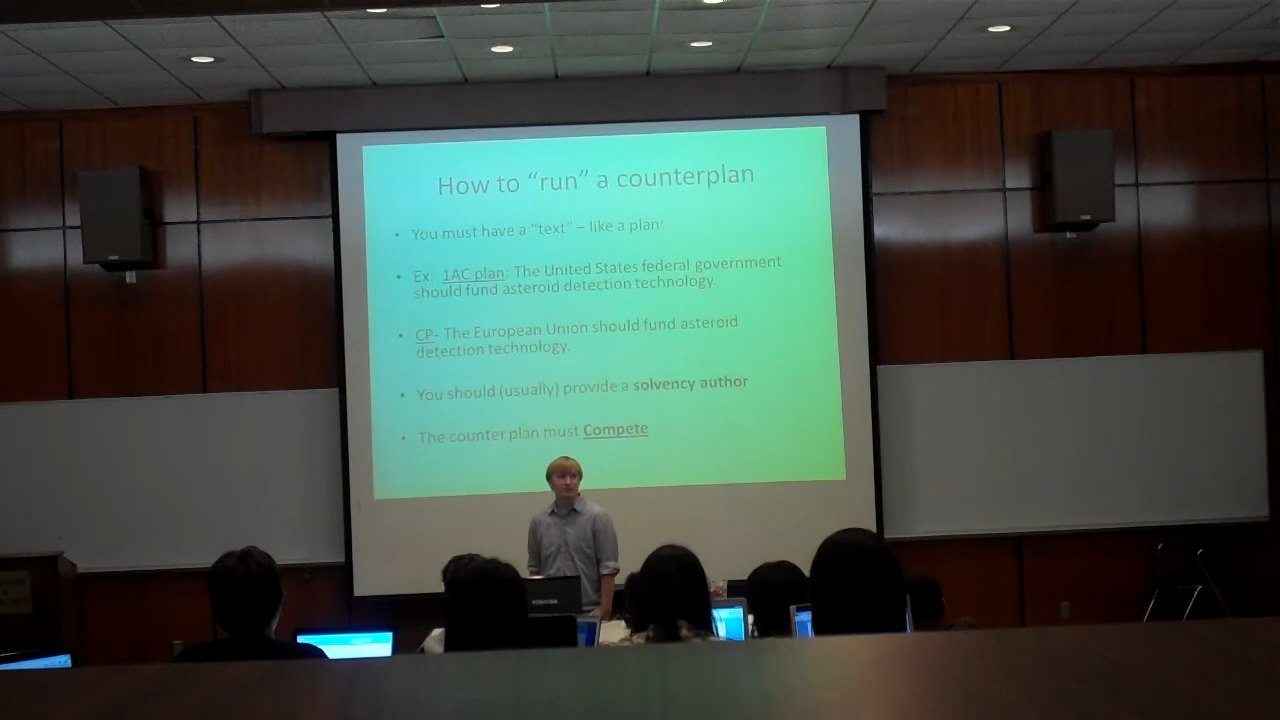 How to “run” a counterplan
• You must have a “text” – like a plan
• Ex: 1AC plan: The United States federal government
should fund asteroid detection technology.
• CP- The European Union should fund asteroid
detection technology.
• You should (usually) provide a solvency author
• The counter plan must Compete
TOSHIBA